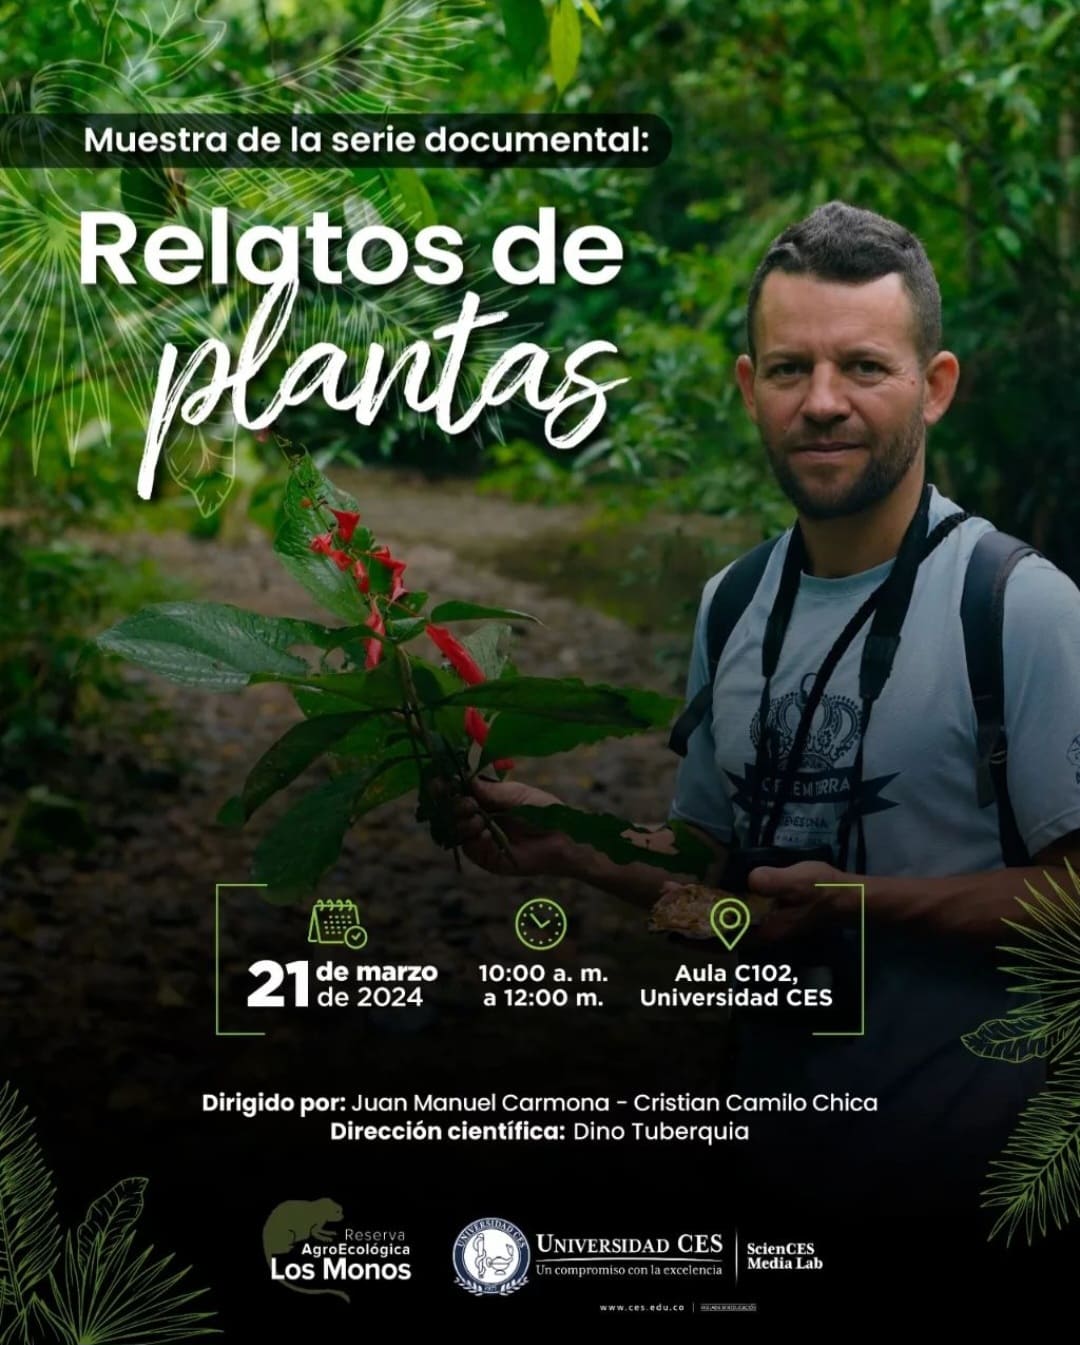 Muestra de la serie documental:
Relatos de
plantas
21 de marzo
de 2024
10:00 a. m.
a 12:00 m.
Aula C102,
Universidad CES
Dirigido por: Juan Manuel Carmona - Cristian Camilo Chica
Dirección científica: Dino Tuberquia
Reserva
AgroEcológica
Los Monos
UNIVERSIDAD CES
UNIVERSIDAD CES
Un compromiso con la excelencia
ScienCES
Media Lab
www.ces.edu.co